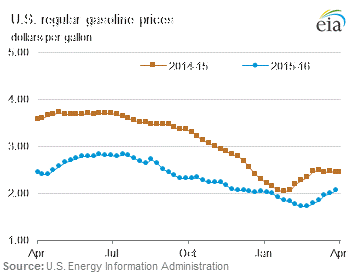 U.S. regular gasoline prices
dollars per gallon
eia
5.00
2014-15
2015-16
4.00
3.00
2.00
1.00
Apr
Jul
Oct
Jan
Apr
Source: U.S. Energy Information Administration